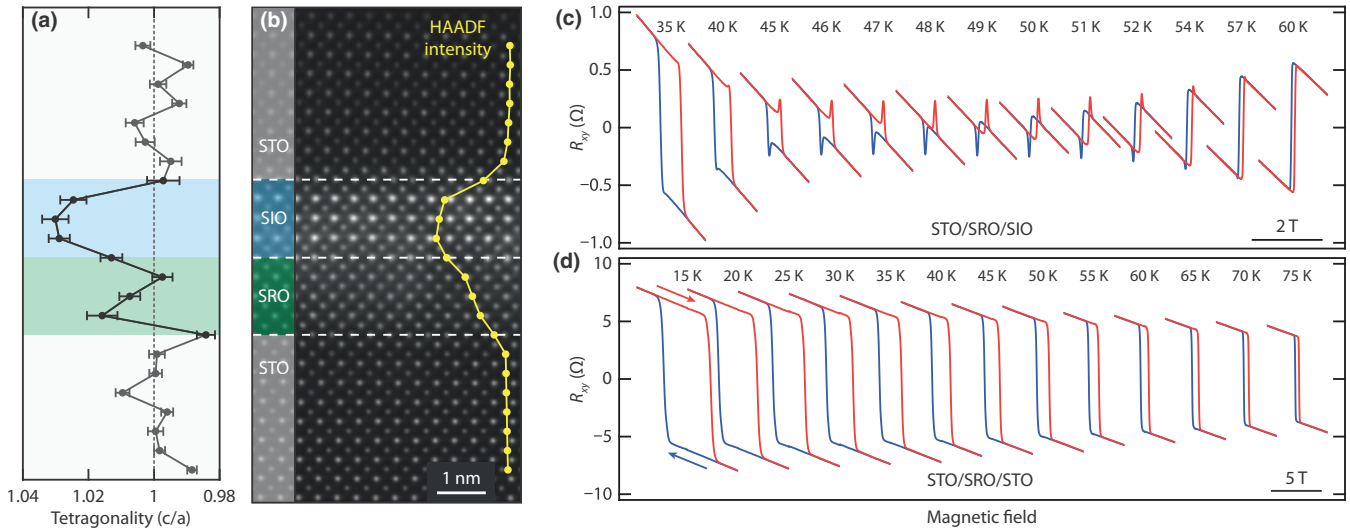 (a)
1.04
1.02
1
0.98
Tetragonality (c/a)
(b)
HAADF
intensity
STO
SIO
SRO
STO
1 nm
(c)
1.0
0.5
0
−0.5
−1.0
R_xy (Ω)
35 K 40 K 45 K 46 K 47 K 48 K 49 K 50 K 51 K 52 K 54 K 57 K 60 K
STO/SRO/SIO
2 T
(d)
10
5
0
−5
−10
R_xy (Ω)
15 K 20 K 25 K 30 K 35 K 40 K 45 K 50 K 55 K 60 K 65 K 70 K 75 K
STO/SRO/STO
5 T
Magnetic field